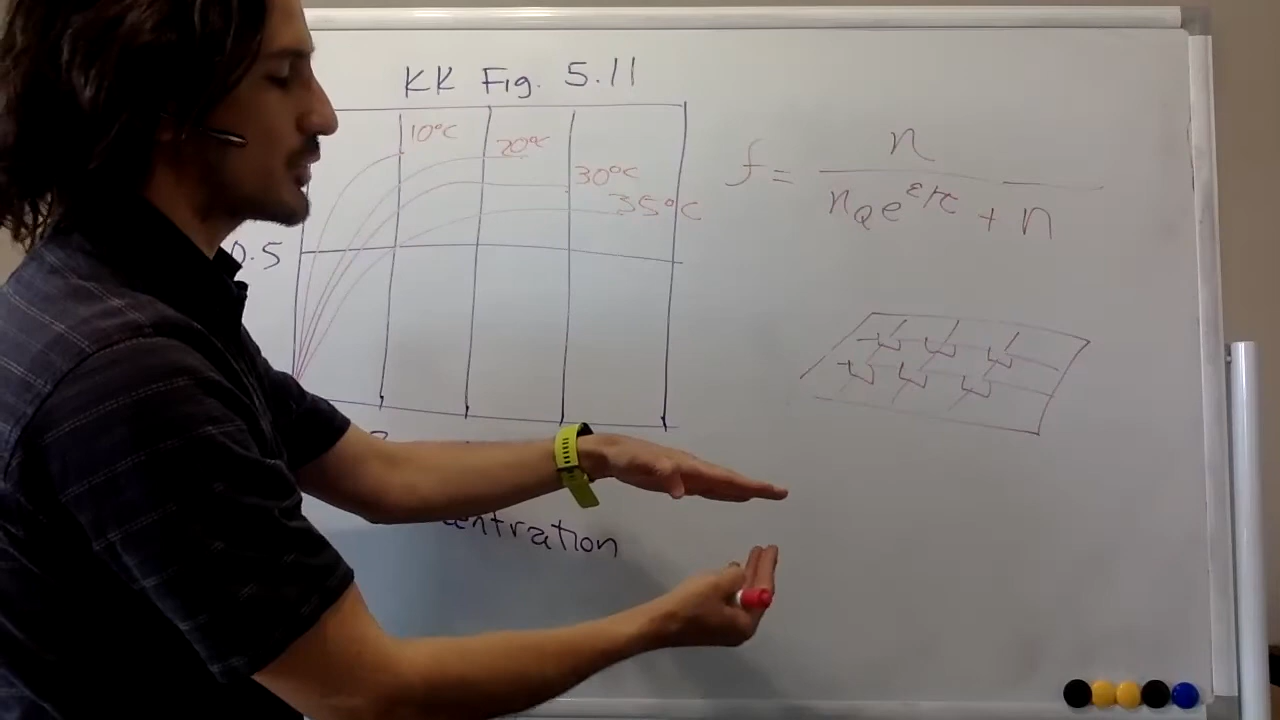 KK Fig. 5.11
10°C
20°C
30°C
35°C
0.5
f = n / n_Q e^{ε/τ} + n
entration